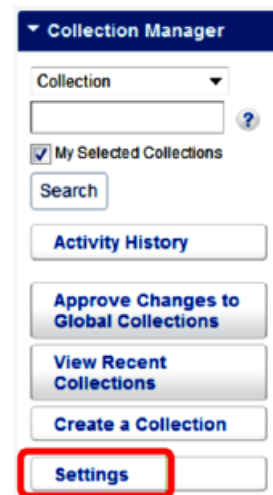 Collection Manager
Collection
?
My Selected Collections
Search
Activity History
Approve Changes to
Global Collections
View Recent
Collections
Create a Collection
Settings